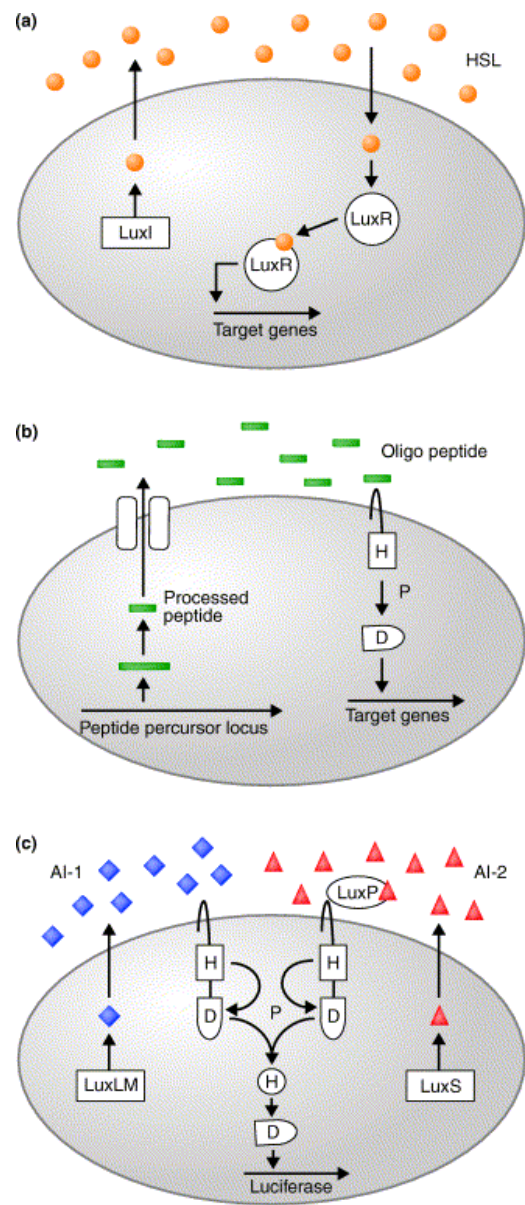 (a)
HSL
LuxI
LuxR
LuxR
Target genes
(b)
Oligo peptide
H
Processed
peptide
P
D
Peptide percursor locus
Target genes
(c)
AI-1
AI-2
LuxP
H
H
D
P
D
LuxLM
H
LuxS
D
Luciferase